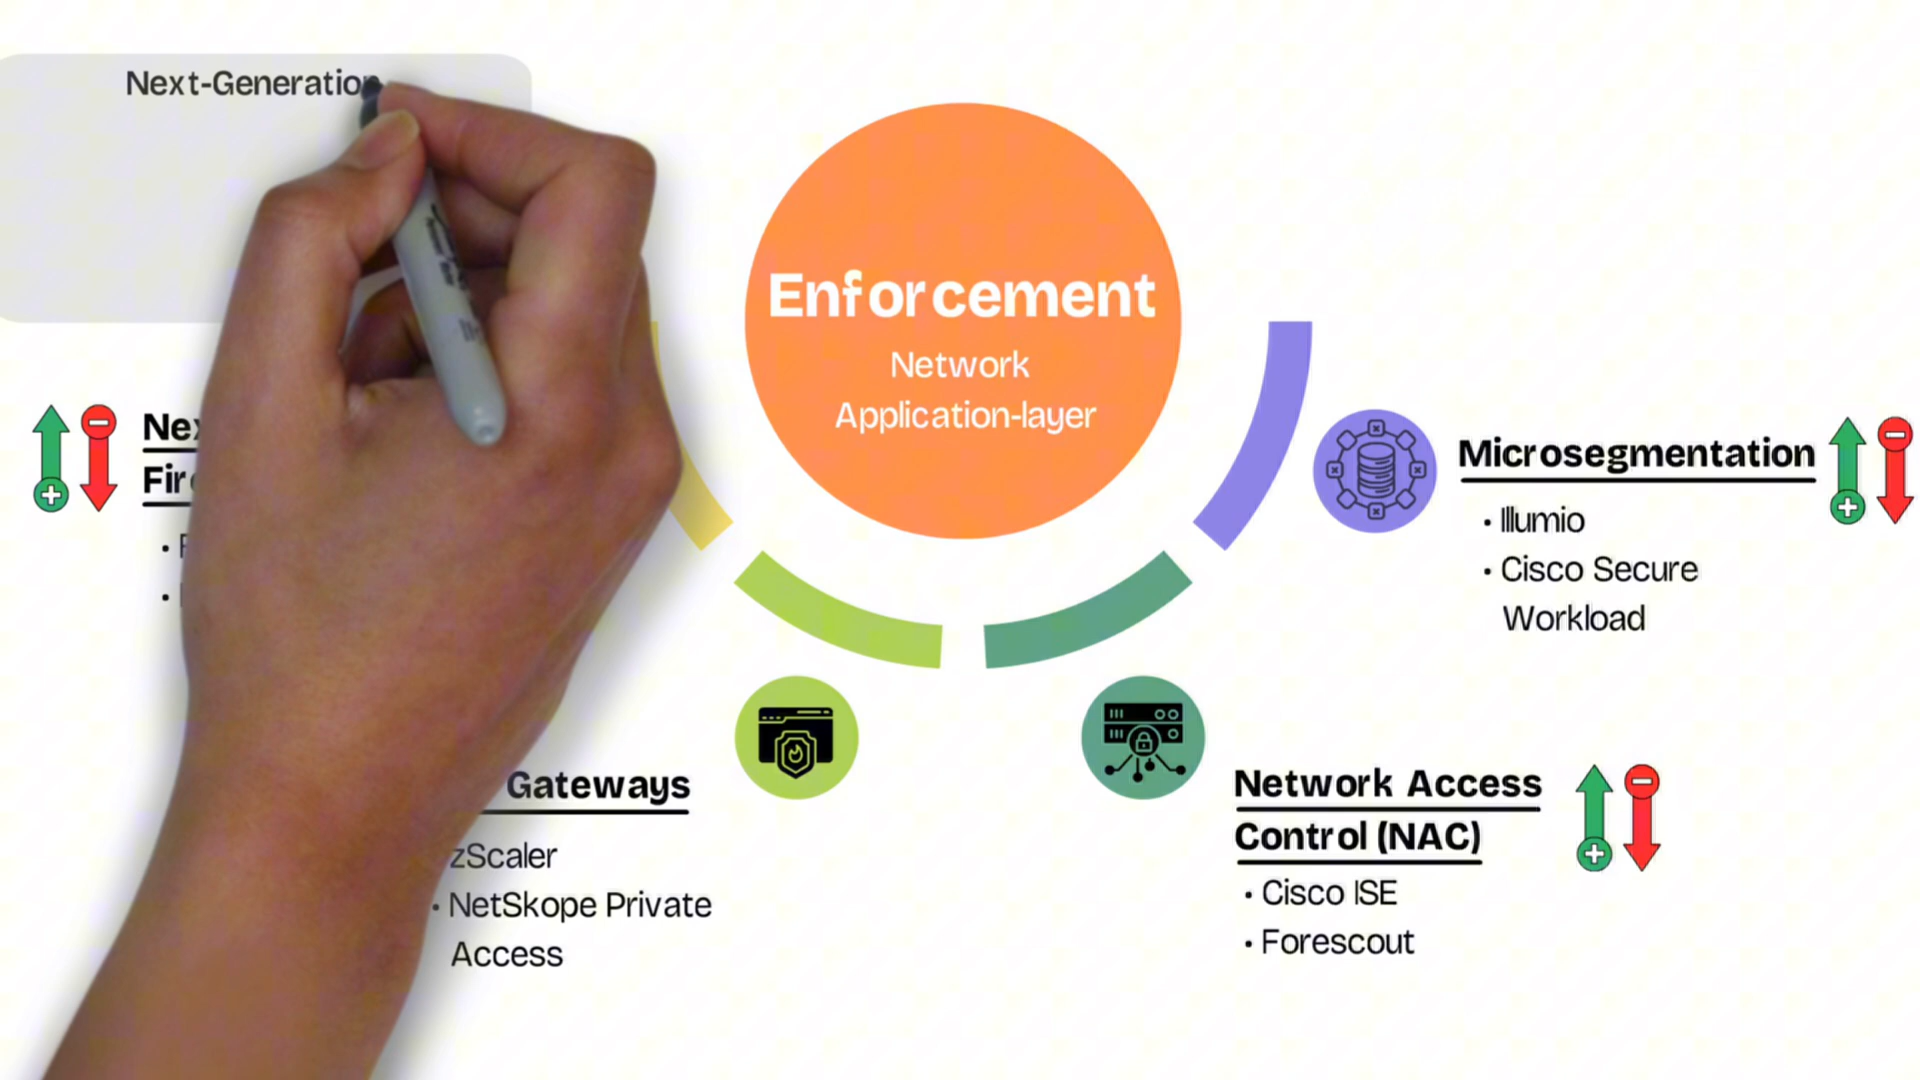 Next-Generation
Enforcement
Network
Application-layer
Microsegmentation
• Illumio
• Cisco Secure
Workload
Gateways
zScaler
• NetSkope Private
Access
Network Access
Control (NAC)
• Cisco ISE
• Forescout